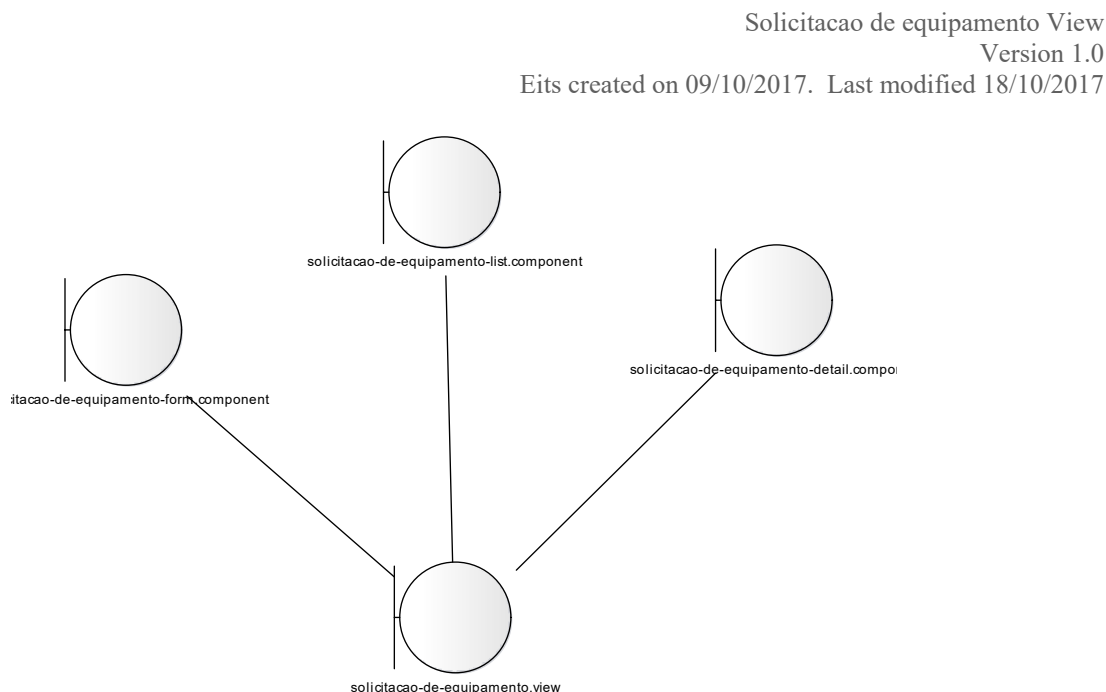 Solicitacao de equipamento View
Version 1.0
Eits created on 09/10/2017.  Last modified 18/10/2017
solicitacao-de-equipamento-list.component
solicitacao-de-equipamento-detail.compo
itacao-de-equipamento-form.component
solicitacao-de-equipamento.view